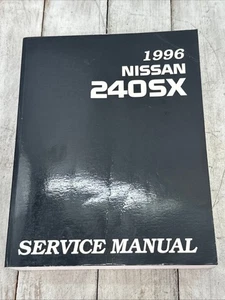 1996
NISSAN
240SX
SERVICE MANUAL